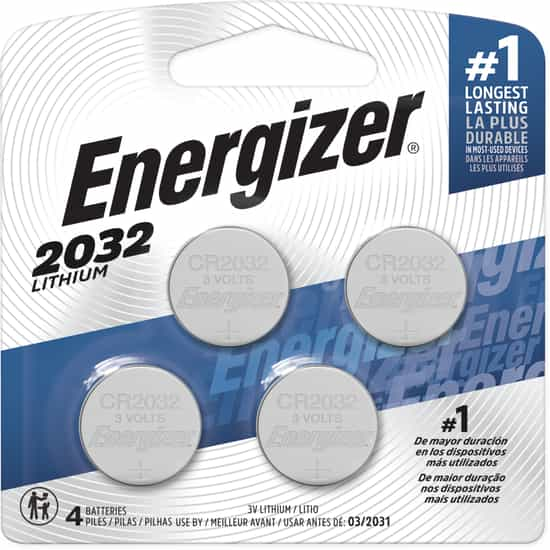 #1
LONGEST
LASTING
LA PLUS
DURABLE
IN MOST-USED DEVICES
DANS LES APPAREILS
LES PLUS UTILISÉS
Energizer®
2032
LITHIUM
CR2032
3 VOLTS
Energizer
+
CR2032
3 VOLTS
Energizer
+
Energizer
Energizer
Energizer
CR2032
3 VOLTS
Energizer
+
CR2032
3 VOLTS
Energizer
+
#1
De mayor duración
en los dispositivos
más utilizados
De maior duração
nos dispositivos
mais utilizados
4 BATTERIES
PILES / PILAS / PILHAS
3V LITHIUM / LITIO
USE BY / MEILLEUR AVANT / USAR ANTES DE: 03/2031